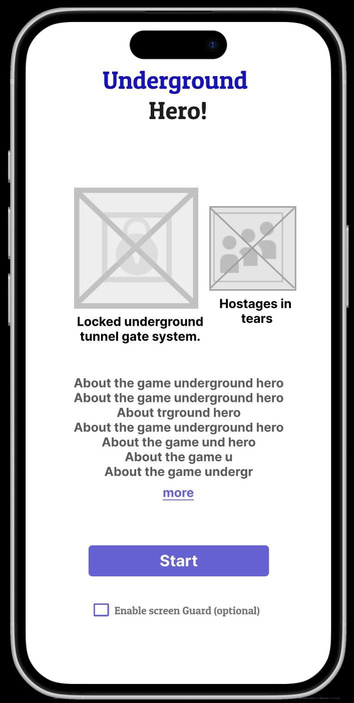 Underground
Hero!
Locked underground
tunnel gate system.
Hostages in
tears
About the game underground hero
About the game underground hero
About trground hero
About the game underground hero
About the game und hero
About the game u
About the game undergr
more
Start
Enable screen Guard (optional)